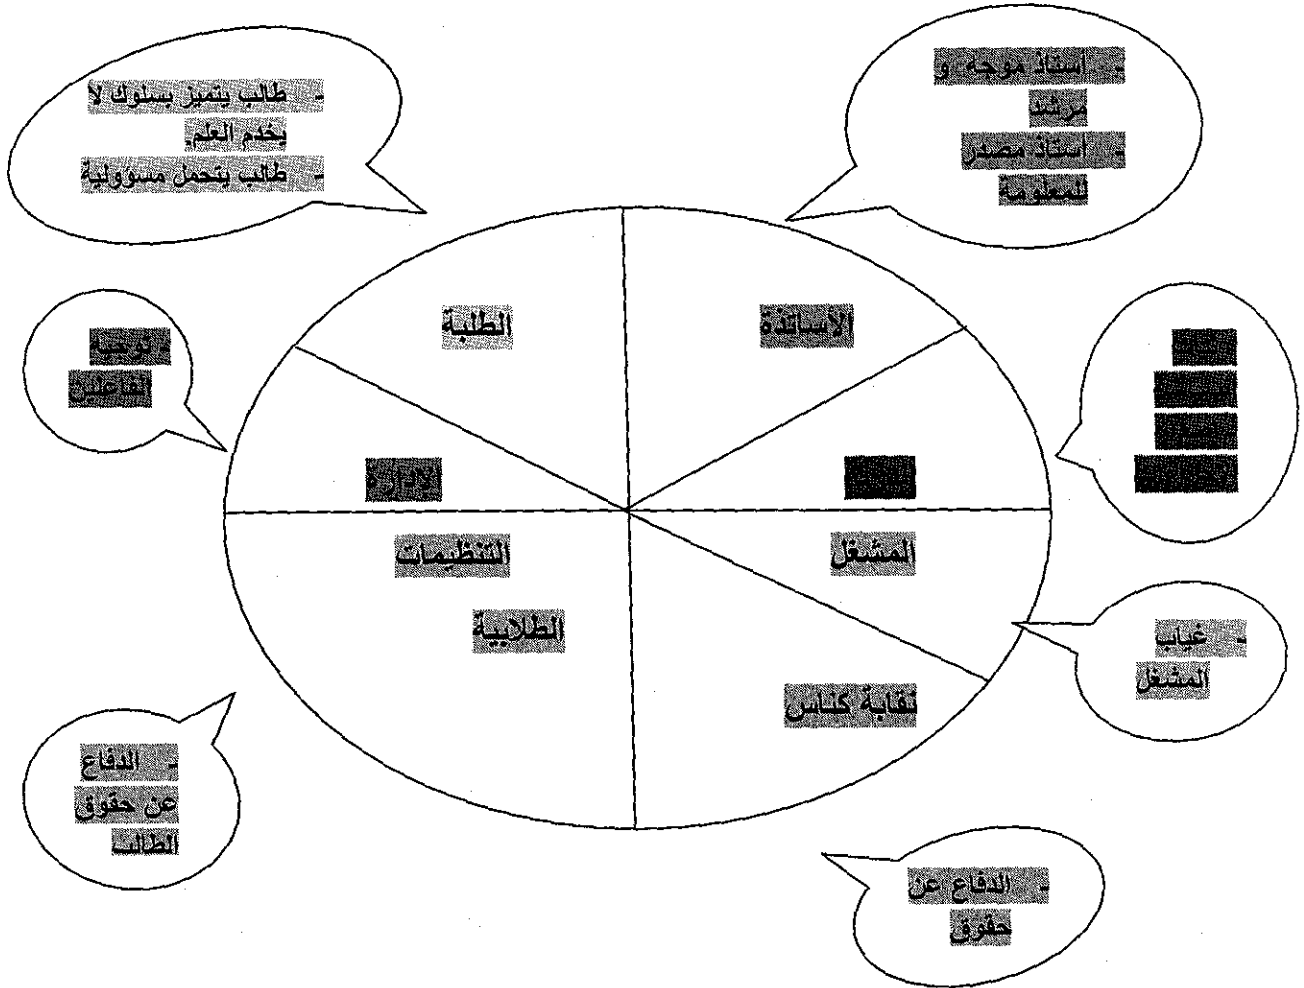 - أستاذ موجه و
مرشد
- أستاذ مصدر
للمعلومة
- طالب يتميز بسلوك لا
يخدم العلم.
- طالب يتحمل مسؤولية
الأساتذة
الطلبة
- توجيه
الفاعلين
الإدارة
المشغل
التنظيمات
الطلابية
- غياب
المشغل
نقابة كناس
- الدفاع
عن حقوق
الطالب
- الدفاع عن
حقوق